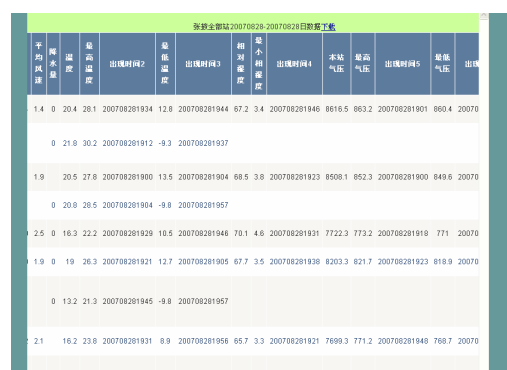 张掖全部站20070828-20070828日数据下载
平均风速 降水量 温度 最高温度 出现时间2 最低温度 出现时间3 相对湿度 最小相湿度 出现时间4 本站气压 最高气压 出现时间5 最低气压 出现
1.4 0 20.4 28.1 200708281934 12.8 200708281944 67.2 3.4 200708281946 8616.5 863.2 200708281901 860.4 20070
0 21.8 30.2 200708281912 -9.3 200708281937
1.9 20.5 27.8 200708281900 13.5 200708281904 68.5 3.8 200708281923 8508.1 852.3 200708281900 849.6 20070
0 20.8 28.5 200708281904 -9.8 200708281957
2.5 0 16.3 22.2 200708281929 10.5 200708281946 70.1 4.6 200708281931 7722.3 773.2 200708281918 771 20070
1.9 0 19 26.3 200708281921 12.7 200708281905 67.7 3.5 200708281938 8203.3 821.7 200708281923 818.9 20070
0 13.2 21.3 200708281945 -9.8 200708281957
2.1 16.2 23.8 200708281931 8.9 200708281956 65.7 3.3 200708281921 7699.3 771.2 200708281948 768.7 20070